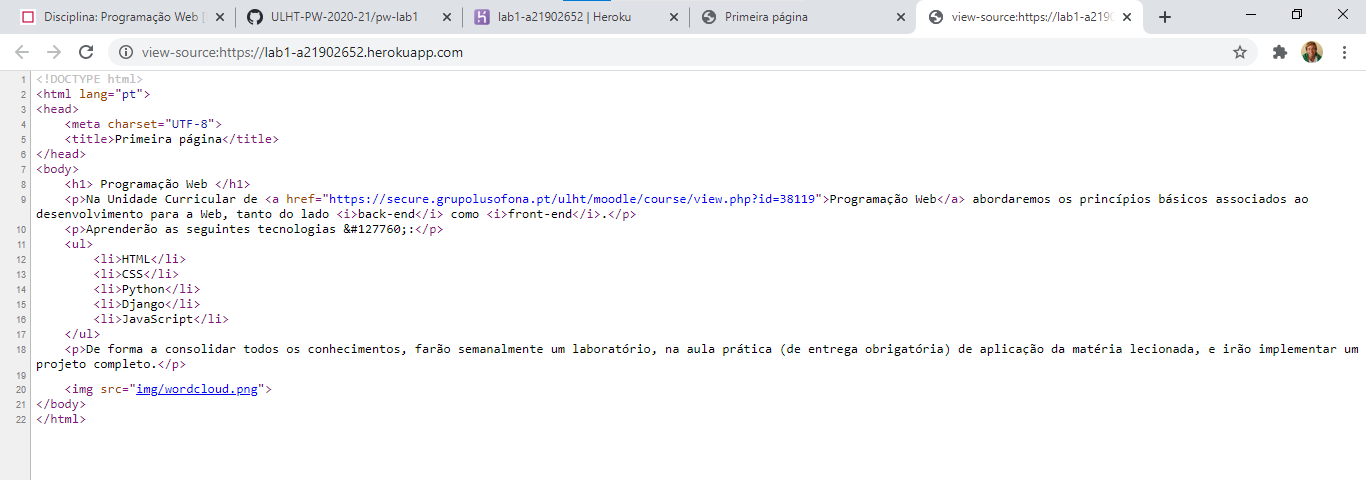 Disciplina: Programação Web [
ULHT-PW-2020-21/pw-lab1
lab1-a21902652 | Heroku
Primeira página
view-source:https://lab1-a2190
view-source:https://lab1-a21902652.herokuapp.com
1 <!DOCTYPE html>
2 <html lang="pt">
3 <head>
4 <meta charset="UTF-8">
5 <title>Primeira página</title>
6 </head>
7 <body>
8 <h1> Programação Web </h1>
9 <p>Na Unidade Curricular de <a href="https://secure.grupolusofona.pt/ulht/moodle/course/view.php?id=38119">Programação Web</a> abordaremos os princípios básicos associados ao
desenvolvimento para a Web, tanto do lado <i>back-end</i> como <i>front-end</i>.</p>
10 <p>Aprenderão as seguintes tecnologias &#127760;:</p>
11 <ul>
12 <li>HTML</li>
13 <li>CSS</li>
14 <li>Python</li>
15 <li>Django</li>
16 <li>JavaScript</li>
17 </ul>
18 <p>De forma a consolidar todos os conhecimentos, farão semanalmente um laboratório, na aula prática (de entrega obrigatória) de aplicação da matéria lecionada, e irão implementar um
projeto completo.</p>
19
20 <img src="img/wordcloud.png">
21 </body>
22 </html>